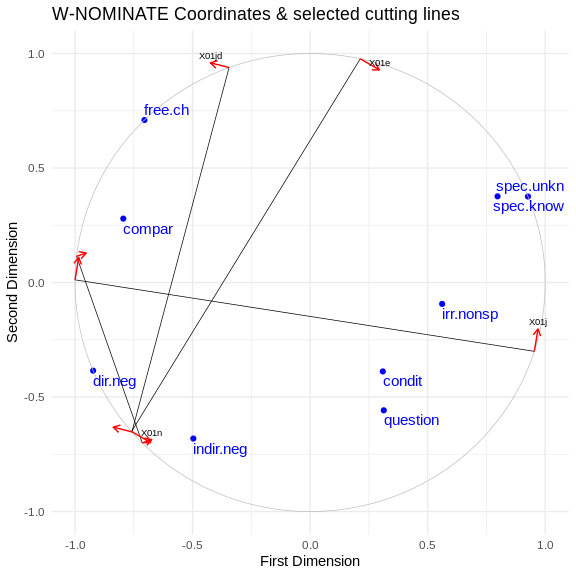 W-NOMINATE Coordinates & selected cutting lines
X01jd
X01e
free.ch
spec.unkn
spec.know
compar
irr.nonsp
X01j
dir.neg
condit
question
X01n
indir.neg
1.0
0.5
0.0
-0.5
-1.0
-1.0
-0.5
0.0
0.5
1.0
First Dimension
Second Dimension